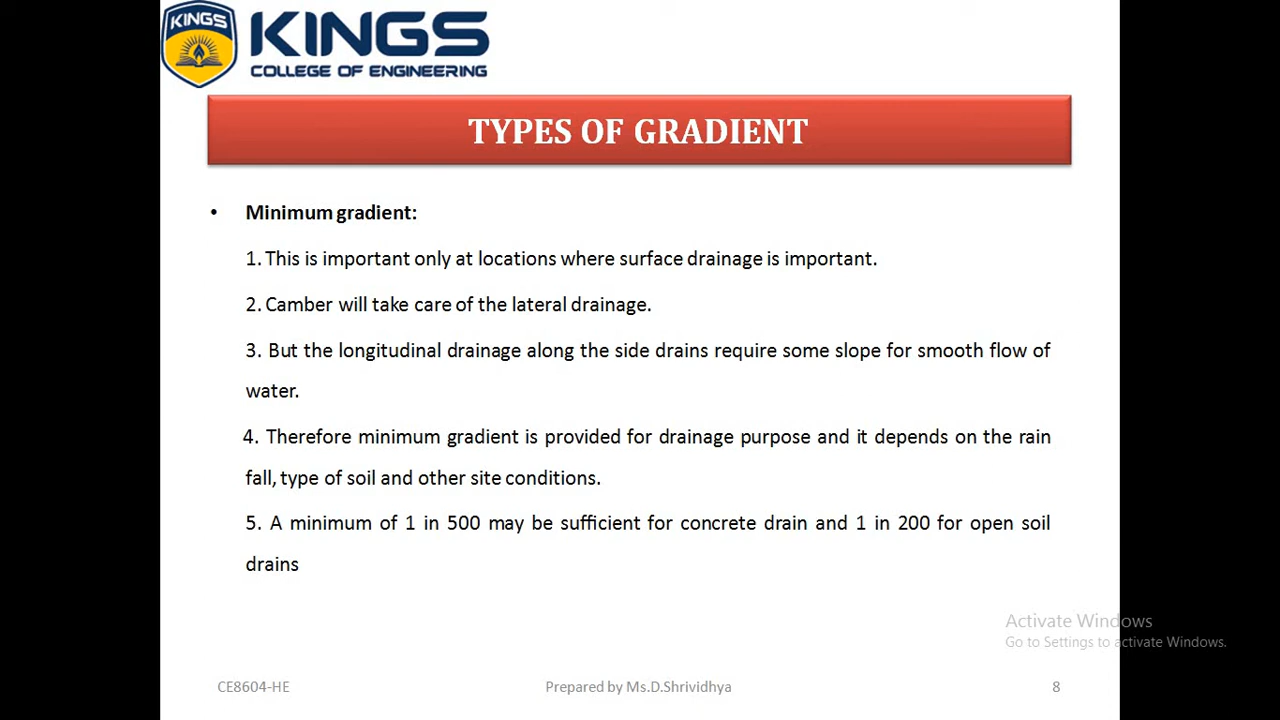 KINGS
KINGS
COLLEGE OF ENGINEERING
TYPES OF GRADIENT
• Minimum gradient:
1. This is important only at locations where surface drainage is important.
2. Camber will take care of the lateral drainage.
3. But the longitudinal drainage along the side drains require some slope for smooth flow of
water.
4. Therefore minimum gradient is provided for drainage purpose and it depends on the rain
fall, type of soil and other site conditions.
5. A minimum of 1 in 500 may be sufficient for concrete drain and 1 in 200 for open soil
drains
Activate Windows
Go to Settings to activate Windows.
CE8604-HE Prepared by Ms.D.Shrividhya 8